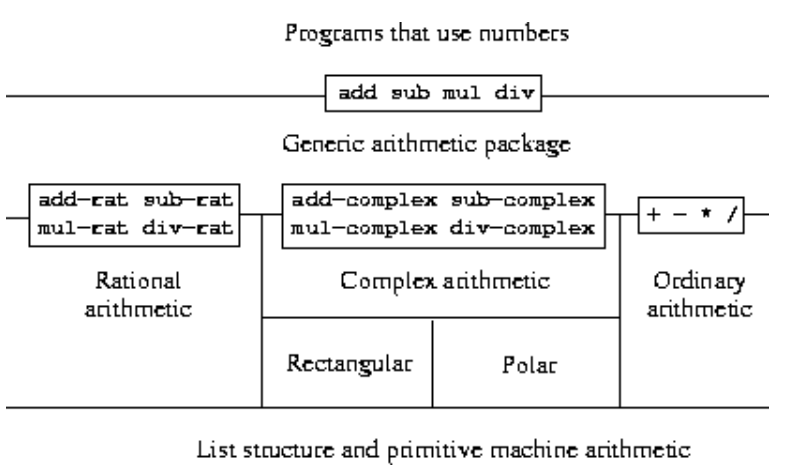 Programs that use numbers
add sub mul div
Generic arithmetic package
add-rat sub-rat
mul-rat div-rat
add-complex sub-complex
mul-complex div-complex
+ - * /
Rational
arithmetic
Complex arithmetic
Ordinary
arithmetic
Rectangular
Polar
List structure and primitive machine arithmetic